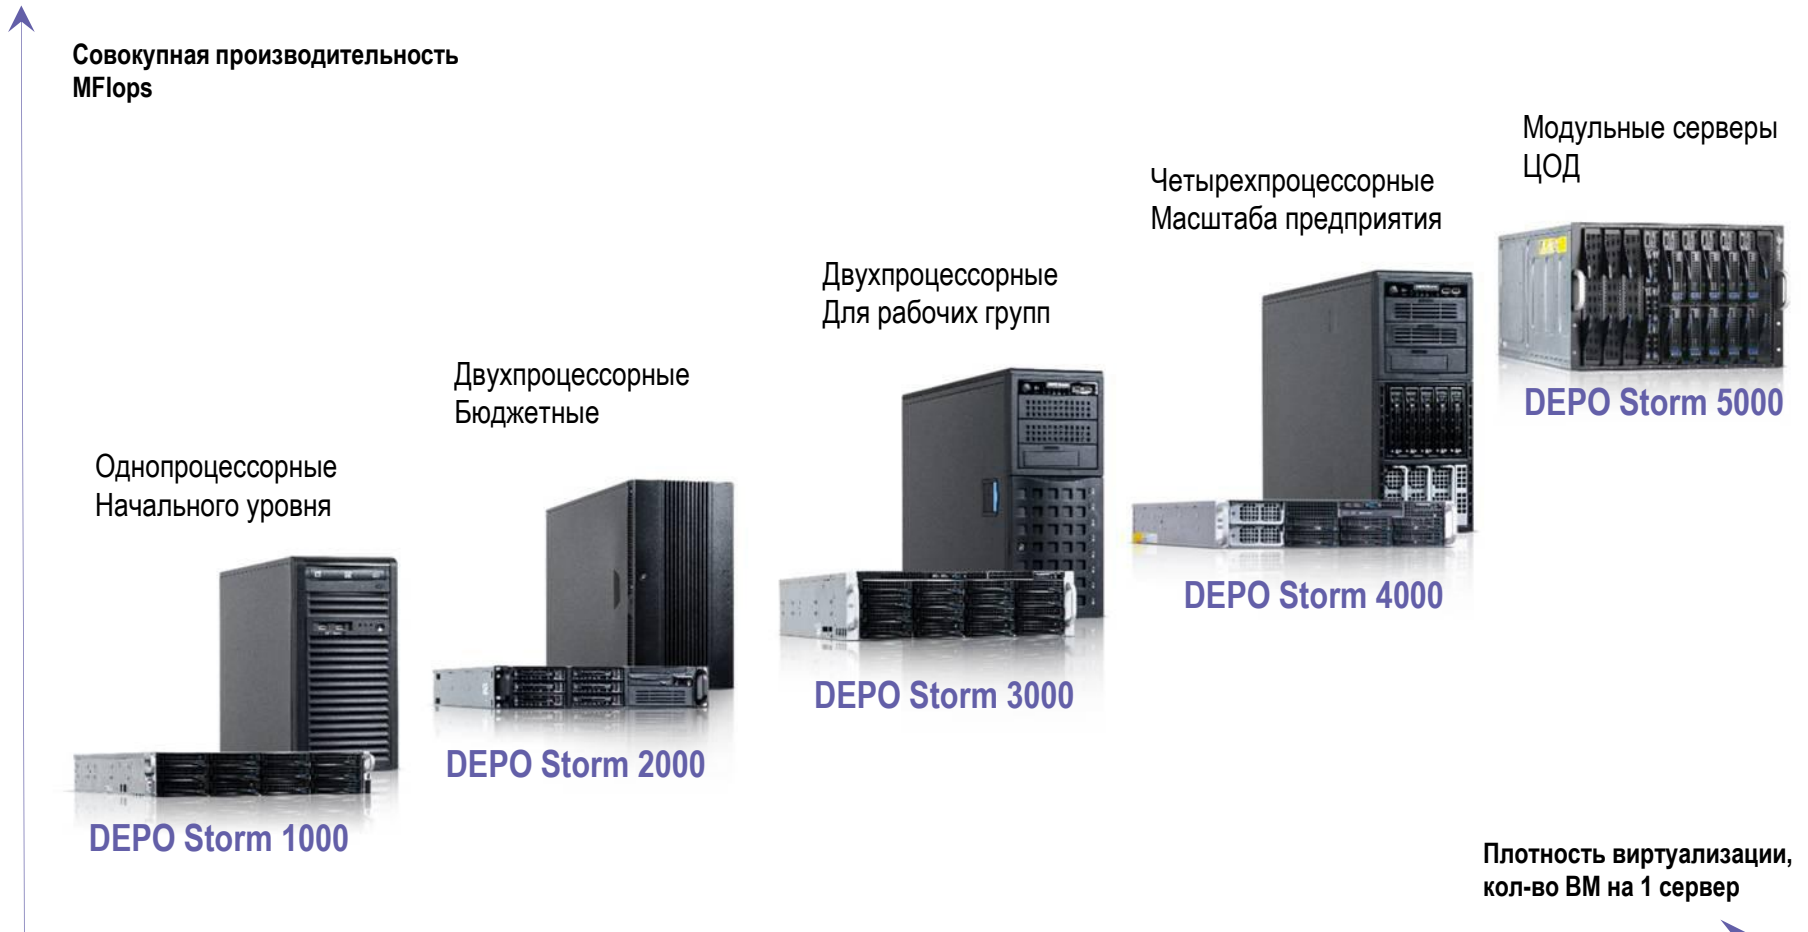 Совокупная производительность
MFlops
Модульные серверы
ЦОД
Четырехпроцессорные
Масштаба предприятия
Двухпроцессорные
Для рабочих групп
Двухпроцессорные
Бюджетные
Однопроцессорные
Начального уровня
DEPO Storm 5000
DEPO Storm 4000
DEPO Storm 3000
DEPO Storm 2000
DEPO Storm 1000
Плотность виртуализации,
кол-во ВМ на 1 сервер